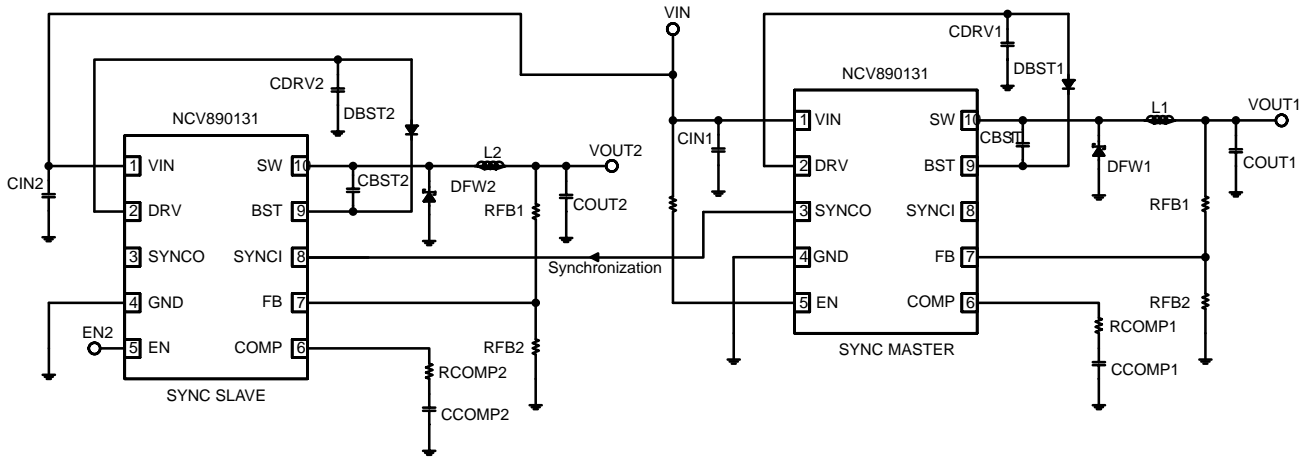 VIN
CDRV1
DBST1
NCV890131
CDRV2
DBST2
NCV890131
1 VIN
SW 10
CBST1
L1
VOUT1
CIN1
2 DRV
BST 9
DFW1
COUT1
3 SYNCO
SYNCI 8
RFB1
4 GND
FB 7
5 EN
COMP 6
RFB2
RCOMP1
CCOMP1
SYNC MASTER
1 VIN
SW 10
L2
VOUT2
CIN2
CBST2
DFW2
2 DRV
BST 9
RFB1
COUT2
3 SYNCO
SYNCI 8
Synchronization
4 GND
FB 7
EN2
5 EN
COMP 6
RFB2
RCOMP2
CCOMP2
SYNC SLAVE